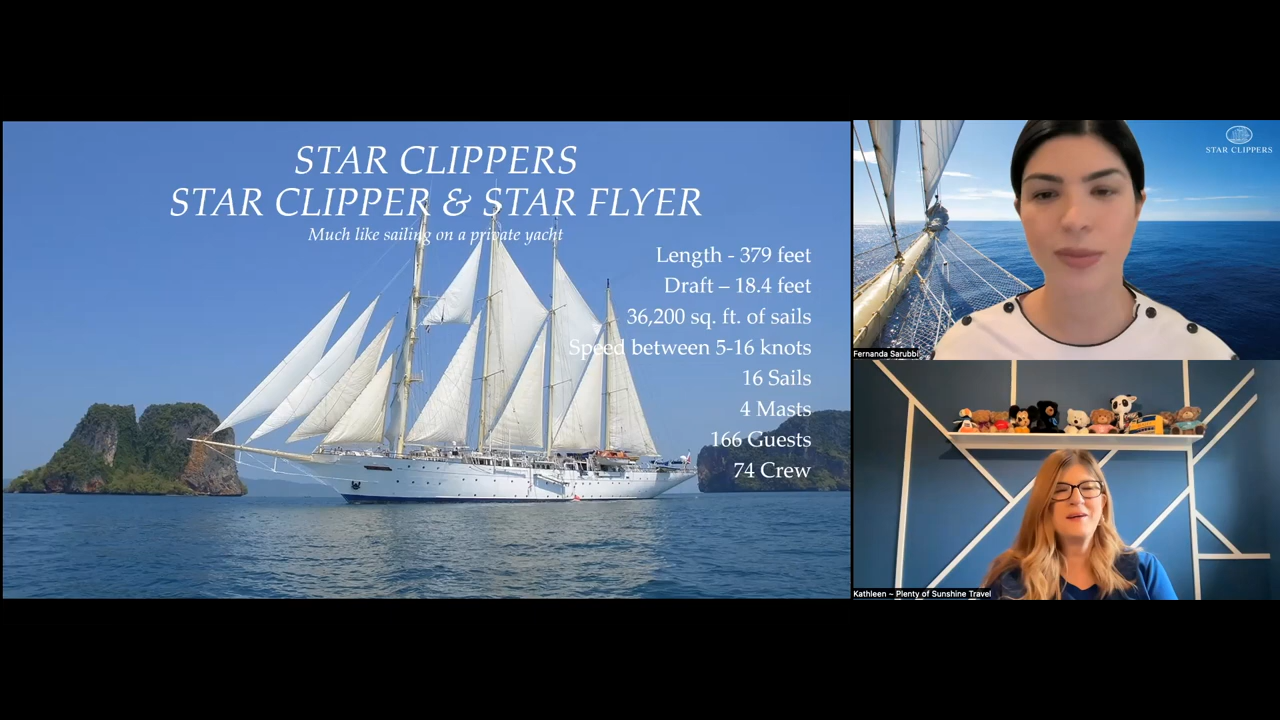 STAR CLIPPERS
STAR CLIPPER & STAR FLYER
Much like sailing on a private yacht
Length - 379 feet
Draft – 18.4 feet
36,200 sq. ft. of sails
Speed between 5-16 knots
16 Sails
4 Masts
166 Guests
74 Crew
STAR CLIPPERS
Fernanda Sarubbi
Kathleen ~ Plenty of Sunshine Travel